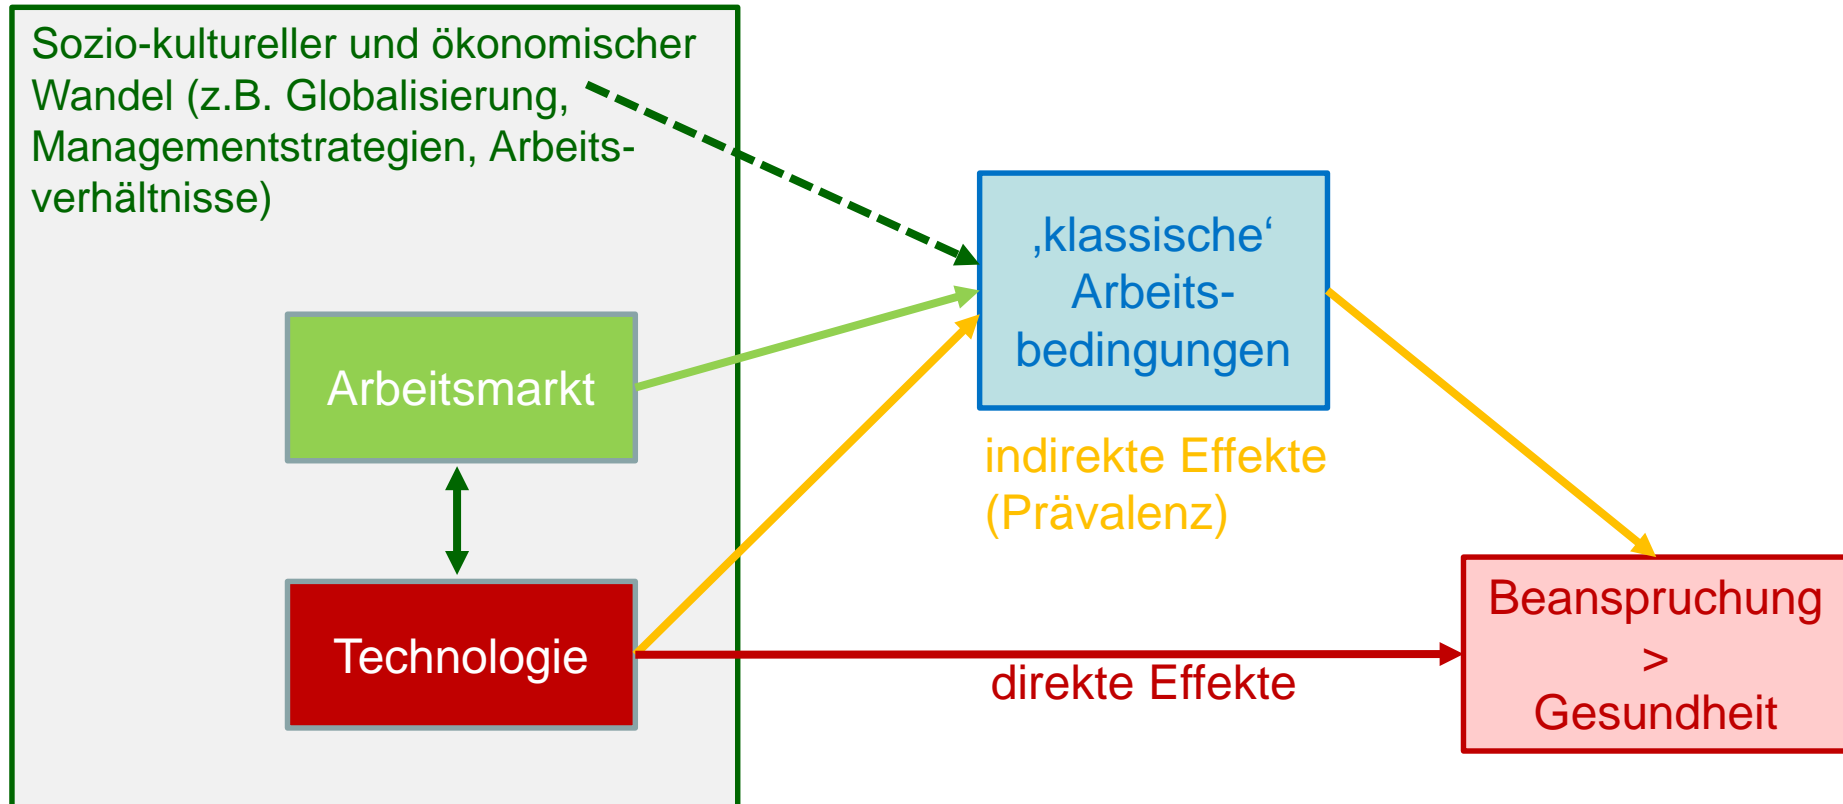 Sozio-kultureller und ökonomischer
Wandel (z.B. Globalisierung,
Managementstrategien, Arbeits-
verhältnisse)
‚klassische‘
Arbeits-
bedingungen
Arbeitsmarkt
indirekte Effekte
(Prävalenz)
Technologie
direkte Effekte
Beanspruchung
>
Gesundheit